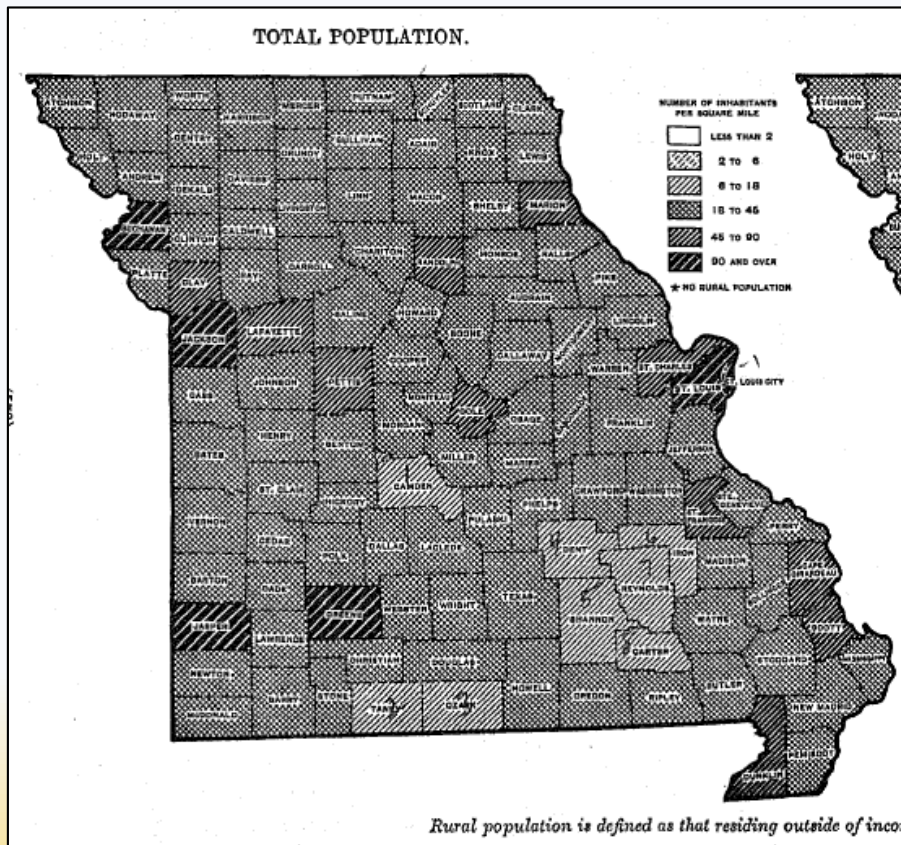 TOTAL POPULATION.
NUMBER OF INHABITANTS
PER SQUARE MILE
LESS THAN 2
2 TO 6
6 TO 18
18 TO 45
45 TO 90
90 AND OVER
★ NO RURAL POPULATION
ATCHISON
NODAWAY
WORTH
HARRISON
MERCER
PUTNAM
SCOTLAND
CLARK
GENTRY
SULLIVAN
ADAIR
KNOX
LEWIS
HOLT
ANDREW
DEKALB
DAVIESS
GRUNDY
LINN
MACON
SHELBY
MARION
BUCHANAN
CLINTON
CALDWELL
LIVINGSTON
CHARITON
RANDOLPH
MONROE
RALLS
PLATTE
CLAY
RAY
CARROLL
PIKE
AUDRAIN
JACKSON
LAFAYETTE
SALINE
HOWARD
BOONE
CALLAWAY
LINCOLN
WARREN
ST. CHARLES
ST. LOUIS
ST. LOUIS CITY
CASS
JOHNSON
PETTIS
COOPER
MONITEAU
COLE
OSAGE
FRANKLIN
JEFFERSON
BATES
HENRY
BENTON
MORGAN
MILLER
MARIES
ST. CLAIR
HICKORY
CAMDEN
PULASKI
PHELPS
CRAWFORD
WASHINGTON
STE. GENEVIEVE
PERRY
VERNON
CEDAR
POLK
DALLAS
LACLEDE
DENT
IRON
MADISON
CAPE GIRARDEAU
BARTON
DADE
GREENE
WEBSTER
WRIGHT
TEXAS
SHANNON
REYNOLDS
WAYNE
SCOTT
JASPER
LAWRENCE
CHRISTIAN
DOUGLAS
CARTER
STODDARD
MISSISSIPPI
NEWTON
BARRY
STONE
TANEY
OZARK
HOWELL
OREGON
RIPLEY
BUTLER
NEW MADRID
MCDONALD
DUNKLIN
PEMISCOT
ATCHISON
HOLT
Rural population is defined as that residing outside of incor